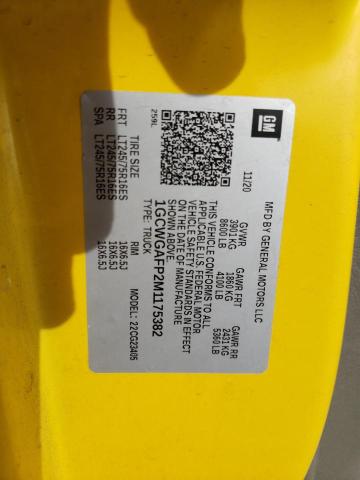 GM
MFD BY GENERAL MOTORS LLC
11/20
GVWR
3901 KG
8600 LB
GAWR FRT
1860 KG
4100 LB
GAWR RR
2431 KG
5360 LB
THIS VEHICLE CONFORMS TO ALL
APPLICABLE U.S. FEDERAL MOTOR
VEHICLE SAFETY STANDARDS IN EFFECT
ON THE DATE OF MANUFACTURE
SHOWN ABOVE.
1GCWGAFP2M1175382
TYPE: TRUCK
MODEL: 22CG23405
259L
TIRE SIZE RIM
FRT LT245/75R16ES 16X6.5J
RR LT245/75R16ES 16X6.5J
SPA LT245/75R16ES 16X6.5J